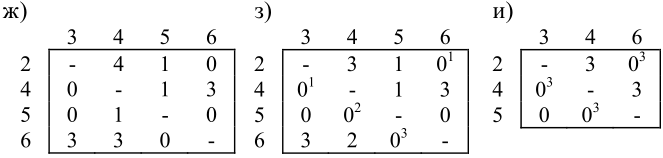 ж) з) и)
3 4 5 6 3 4 5 6 3 4 6
2 - 4 1 0 2 - 3 1 0¹ 2 - 3 0³
4 0 - 1 3 4 0¹ - 1 3 4 0³ - 3
5 0 1 - 0 5 0 0² - 0 5 0 0³ -
6 3 3 0 - 6 3 2 0³ -